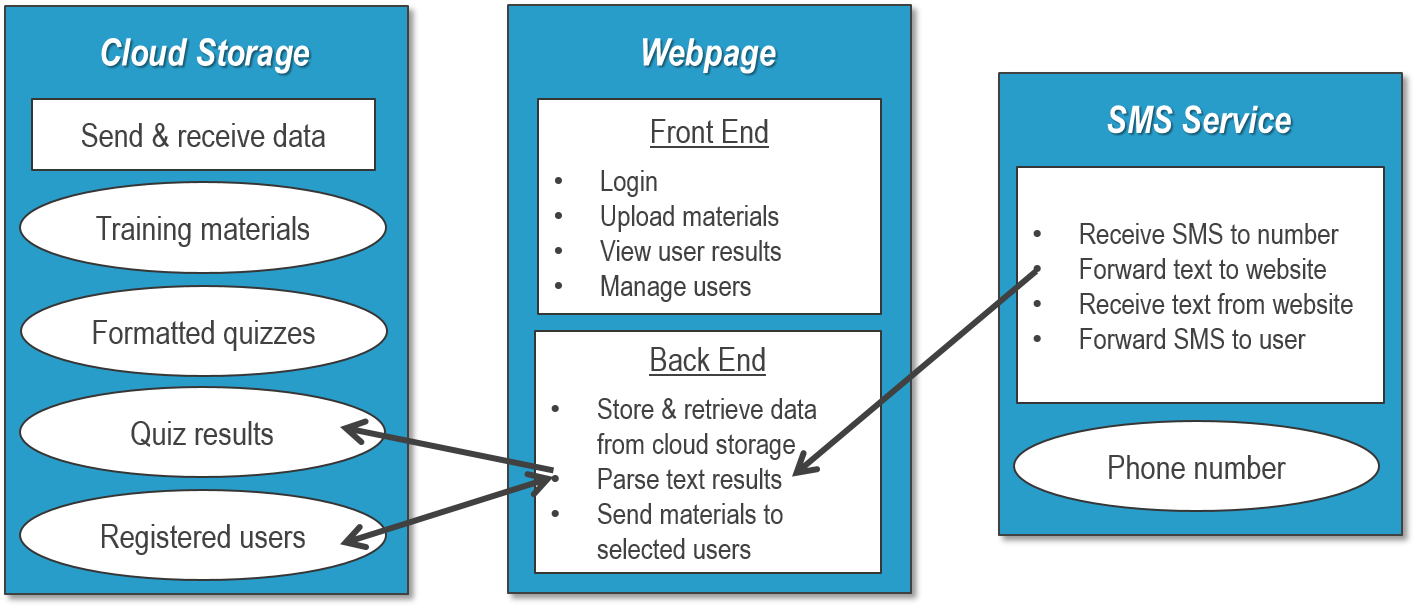 Cloud Storage
Send & receive data
Training materials
Formatted quizzes
Quiz results
Registered users
Webpage
Front End
• Login
• Upload materials
• View user results
• Manage users
Back End
• Store & retrieve data
from cloud storage
• Parse text results
• Send materials to
selected users
SMS Service
• Receive SMS to number
• Forward text to website
• Receive text from website
• Forward SMS to user
Phone number